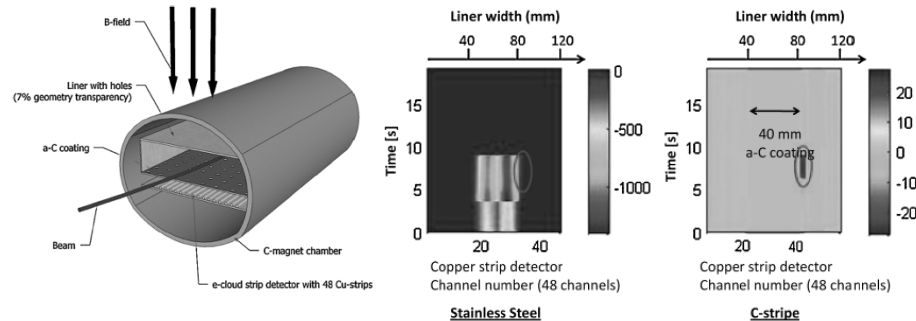 B-field
Liner with holes
(7% geometry transparency)
a-C coating
Beam
C-magnet chamber
e-cloud strip detector with 48 Cu-strips
Liner width (mm)
40 80 120
Time [s]
15
10
5
0
20 40
0
-500
-1000
Copper strip detector
Channel number (48 channels)
Stainless Steel
Liner width (mm)
40 80 120
Time [s]
15
10
5
0
40 mm
a-C coating
20 40
20
10
0
-10
-20
Copper strip detector
Channel number (48 channels)
C-stripe